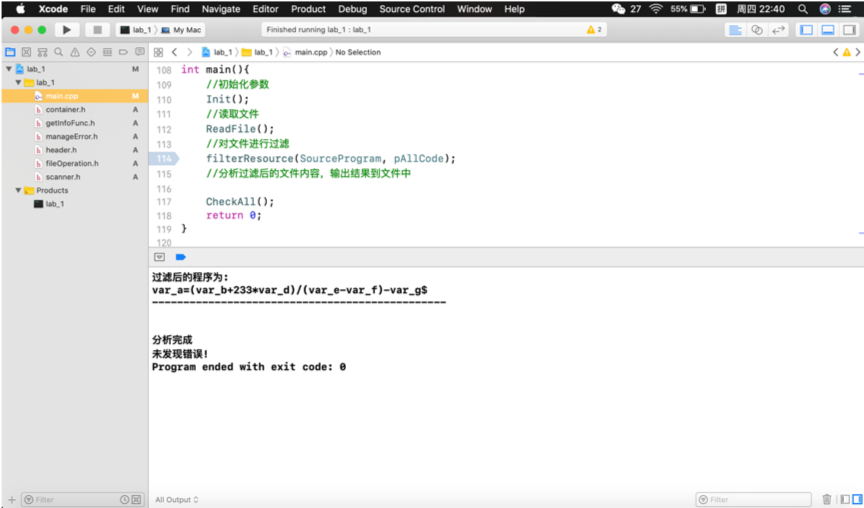 Xcode File Edit View Find Navigate Editor Product Debug Source Control Window Help 27 55% 拼 周四 22:40
lab_1 My Mac Finished running lab_1 : lab_1 2
lab_1 lab_1 main.cpp No Selection
lab_1 M
lab_1
main.cpp M
container.h A
getInfoFunc.h A
manageError.h A
header.h A
fileOperation.h A
scanner.h A
Products
lab_1
108 int main(){
109 //初始化参数
110 Init();
111 //读取文件
112 ReadFile();
113 //对文件进行过滤
114 filterResource(SourceProgram, pAllCode);
115 //分析过滤后的文件内容，输出结果到文件中
116
117 CheckAll();
118 return 0;
119 }
120
过滤后的程序为:
var_a=(var_b+233*var_d)/(var_e-var_f)-var_g$
-----------------------------------------------
分析完成
未发现错误!
Program ended with exit code: 0
Filter All Output Filter